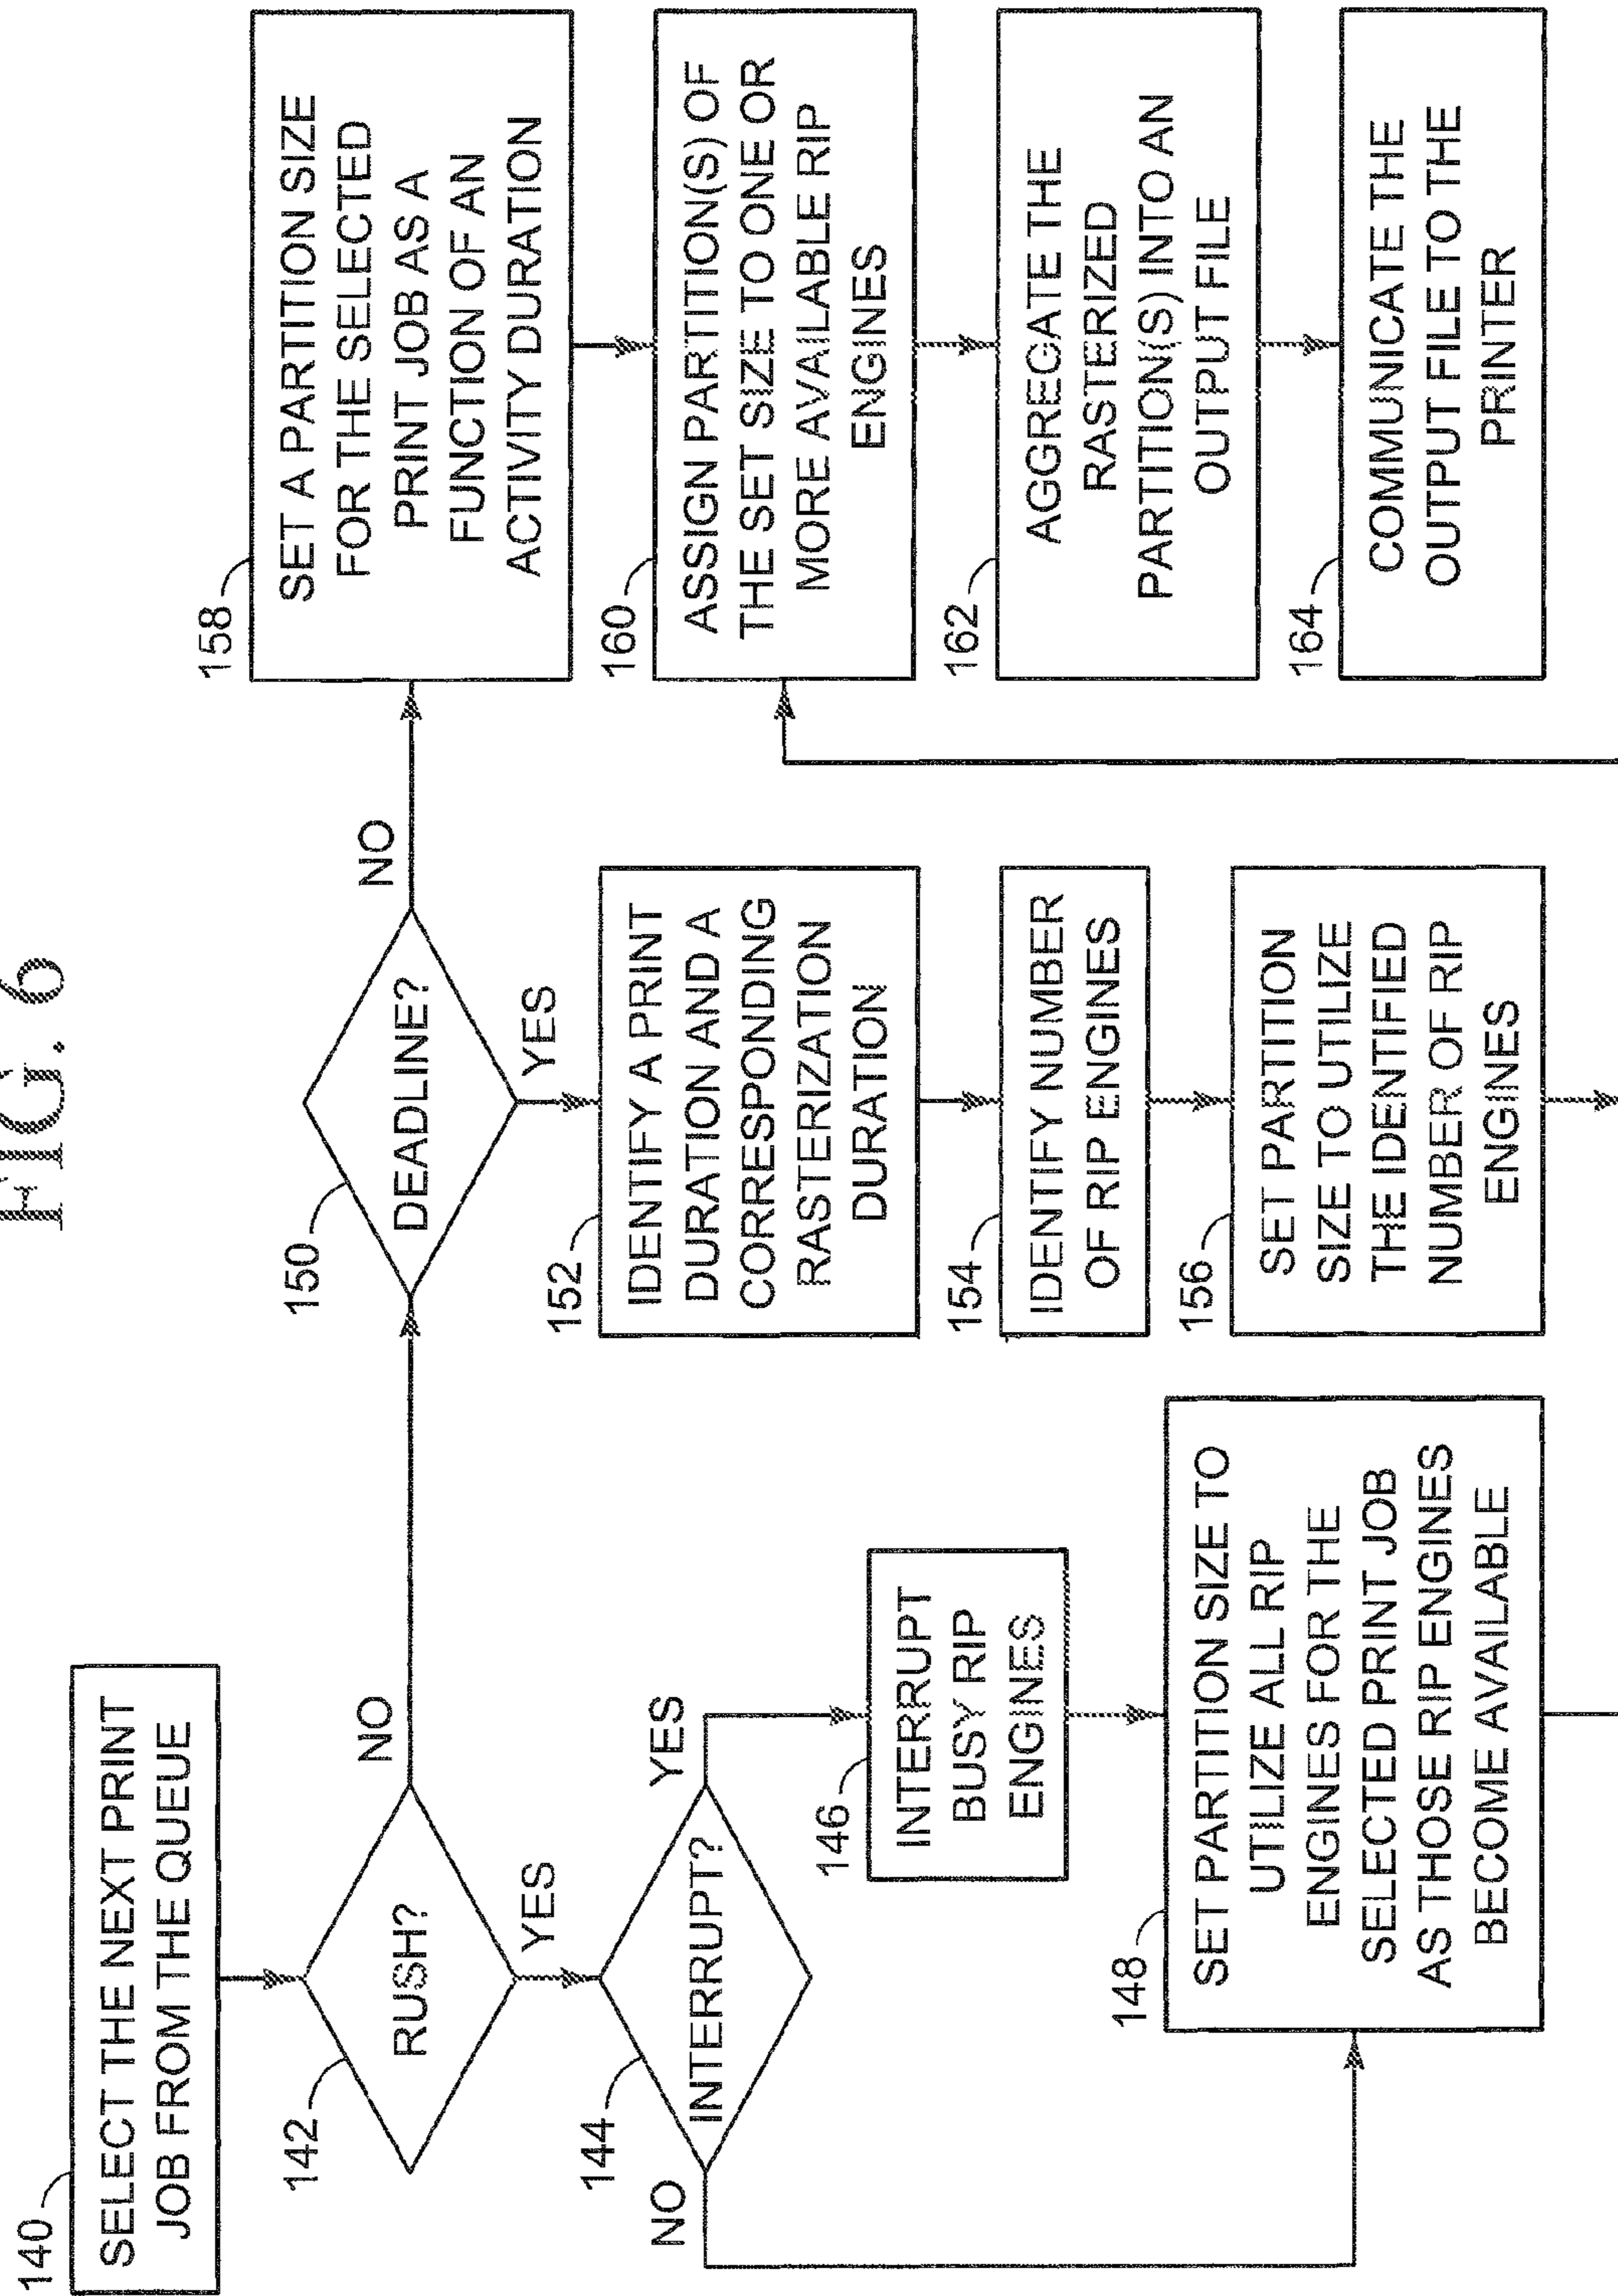 FIG. 6
140
SELECT THE NEXT PRINT
JOB FROM THE QUEUE
142
RUSH?
NO
YES
144
INTERRUPT?
NO
YES
146
INTERRUPT
BUSY RIP
ENGINES
148
SET PARTITION SIZE TO
UTILIZE ALL RIP
ENGINES FOR THE
SELECTED PRINT JOB
AS THOSE RIP ENGINES
BECOME AVAILABLE
150
DEADLINE?
NO
YES
152
IDENTIFY A PRINT
DURATION AND A
CORRESPONDING
RASTERIZATION
DURATION
154
IDENTIFY NUMBER
OF RIP ENGINES
156
SET PARTITION
SIZE TO UTILIZE
THE IDENTIFIED
NUMBER OF RIP
ENGINES
158
SET A PARTITION SIZE
FOR THE SELECTED
PRINT JOB AS A
FUNCTION OF AN
ACTIVITY DURATION
160
ASSIGN PARTITION(S) OF
THE SET SIZE TO ONE OR
MORE AVAILABLE RIP
ENGINES
162
AGGREGATE THE
RASTERIZED
PARTITION(S) INTO AN
OUTPUT FILE
164
COMMUNICATE THE
OUTPUT FILE TO THE
PRINTER